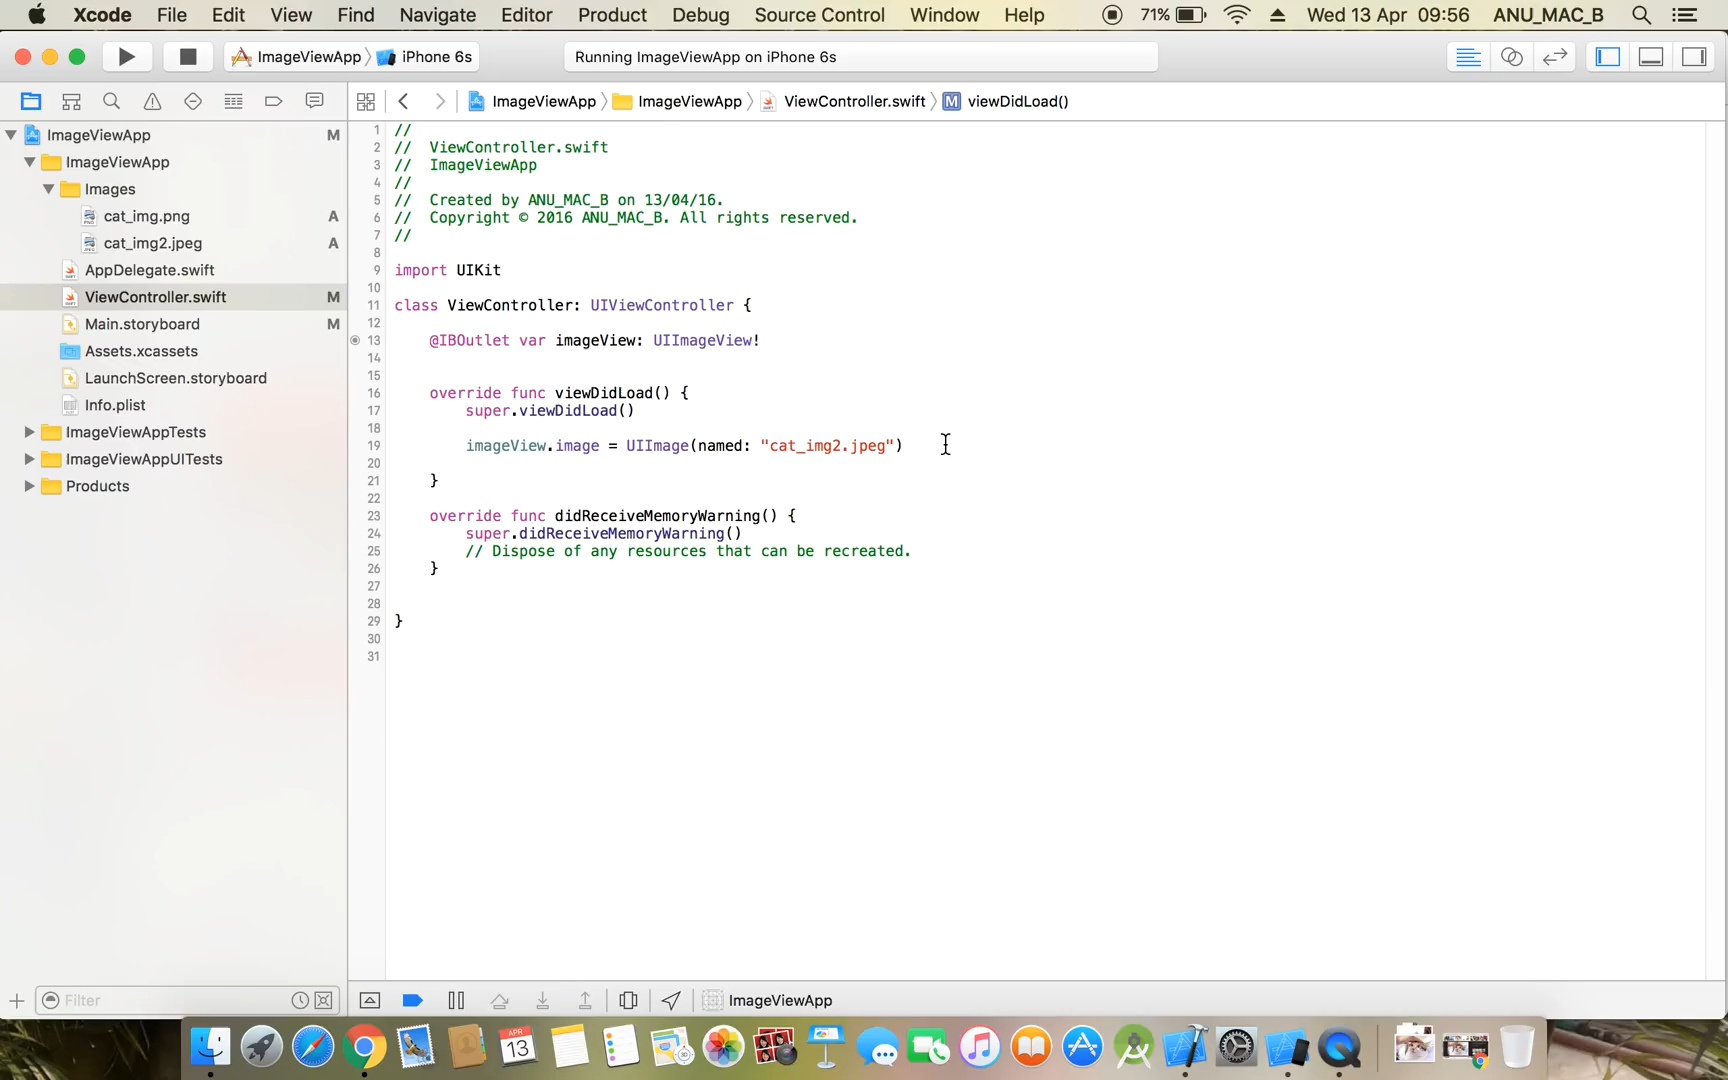 Xcode File Edit View Find Navigate Editor Product Debug Source Control Window Help 71% Wed 13 Apr 09:56 ANU_MAC_B
ImageViewApp iPhone 6s Running ImageViewApp on iPhone 6s
ImageViewApp ImageViewApp ViewController.swift M viewDidLoad()
ImageViewApp M
ImageViewApp
Images
cat_img.png A
cat_img2.jpeg A
AppDelegate.swift
ViewController.swift M
Main.storyboard M
Assets.xcassets
LaunchScreen.storyboard
Info.plist
ImageViewAppTests
ImageViewAppUITests
Products
Filter
1 //
2 // ViewController.swift
3 // ImageViewApp
4 //
5 // Created by ANU_MAC_B on 13/04/16.
6 // Copyright © 2016 ANU_MAC_B. All rights reserved.
7 //
8
9 import UIKit
10
11 class ViewController: UIViewController {
12
13 @IBOutlet var imageView: UIImageView!
14
15
16 override func viewDidLoad() {
17 super.viewDidLoad()
18
19 imageView.image = UIImage(named: "cat_img2.jpeg")
20
21 }
22
23 override func didReceiveMemoryWarning() {
24 super.didReceiveMemoryWarning()
25 // Dispose of any resources that can be recreated.
26 }
27
28
29 }
30
31
ImageViewApp
APR
13